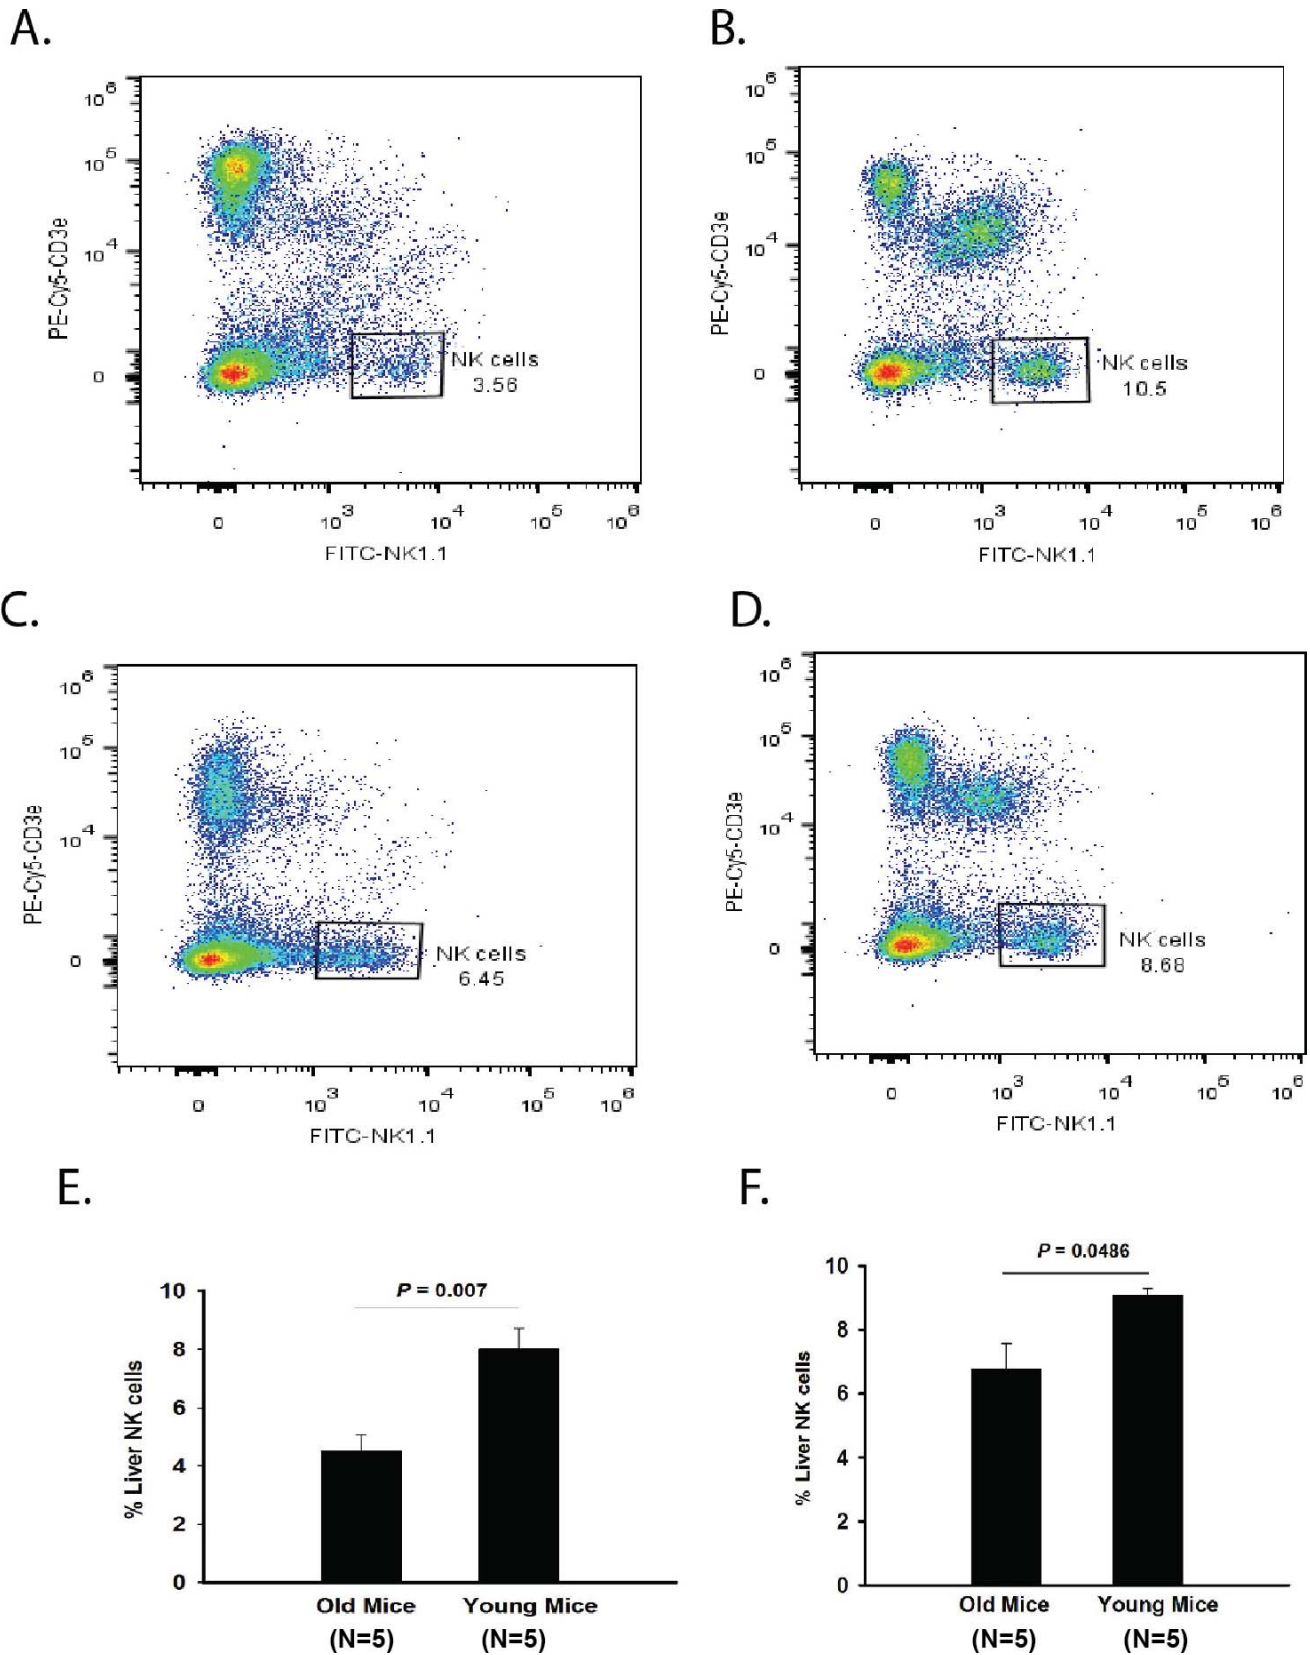 A.
B.
10^6
10^5
10^4
0
PE-Cy5-CD3e
NK cells
3.56
0
10^3
10^4
10^5
10^6
FITC-NK1.1
10^6
10^5
10^4
0
PE-Cy5-CD3e
NK cells
10.5
0
10^3
10^4
10^5
10^6
FITC-NK1.1
C.
D.
10^6
10^5
10^4
0
PE-Cy5-CD3e
NK cells
6.45
0
10^3
10^4
10^5
10^6
FITC-NK1.1
10^6
10^5
10^4
0
PE-Cy5-CD3e
NK cells
8.68
0
10^3
10^4
10^5
10^6
FITC-NK1.1
E.
F.
P = 0.007
10
8
6
4
2
0
% Liver NK cells
Old Mice
(N=5)
Young Mice
(N=5)
P = 0.0486
10
8
6
4
2
0
% Liver NK cells
Old Mice
(N=5)
Young Mice
(N=5)